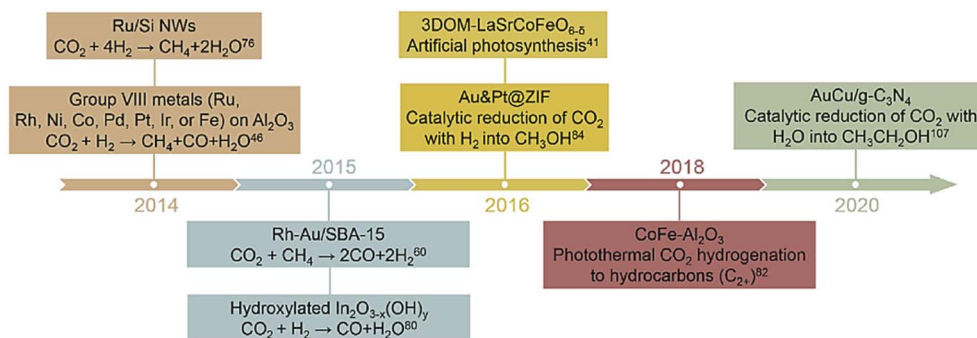 Ru/Si NWs
CO₂ + 4H₂ → CH₄+2H₂O⁷⁶
Group VIII metals (Ru,
Rh, Ni, Co, Pd, Pt, Ir, or Fe) on Al₂O₃
CO₂ + H₂ → CH₄+CO+H₂O⁴⁶
2014
2015
Rh-Au/SBA-15
CO₂ + CH₄ → 2CO+2H₂⁶⁰
Hydroxylated In₂O₃₋ₓ(OH)ᵧ
CO₂ + H₂ → CO+H₂O⁸⁰
3DOM-LaSrCoFeO₆₋δ
Artificial photosynthesis⁴¹
Au&Pt@ZIF
Catalytic reduction of CO₂
with H₂ into CH₃OH⁸⁴
2016
2018
CoFe-Al₂O₃
Photothermal CO₂ hydrogenation
to hydrocarbons (C₂₊)⁸²
AuCu/g-C₃N₄
Catalytic reduction of CO₂ with
H₂O into CH₃CH₂OH¹⁰⁷
2020